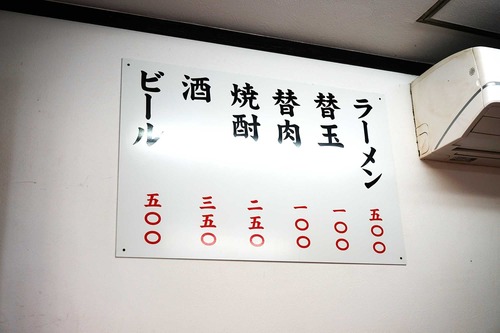 ラーメン 五〇〇
替玉 一〇〇
替肉 一〇〇
焼酎 二五〇
酒 三五〇
ビール 五〇〇